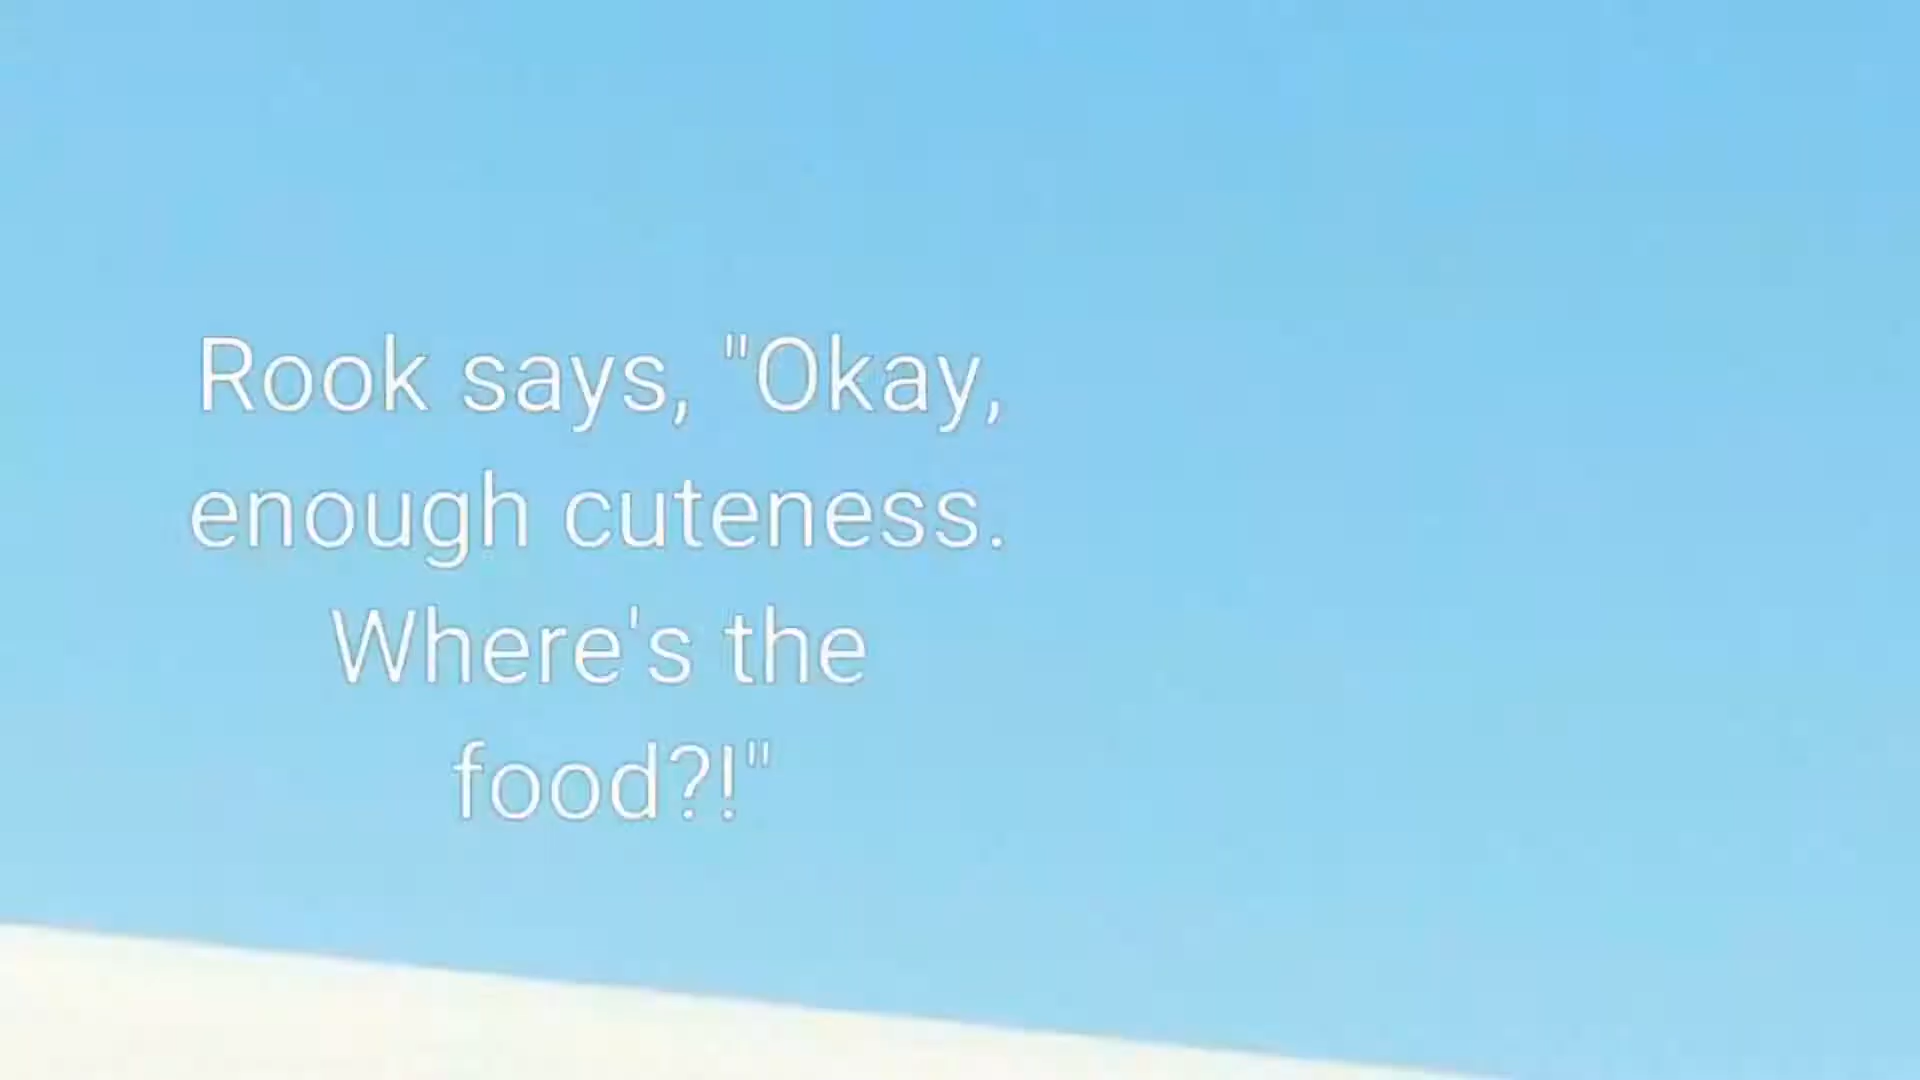 Rook says, "Okay,
enough cuteness.
Where's the
food?!"